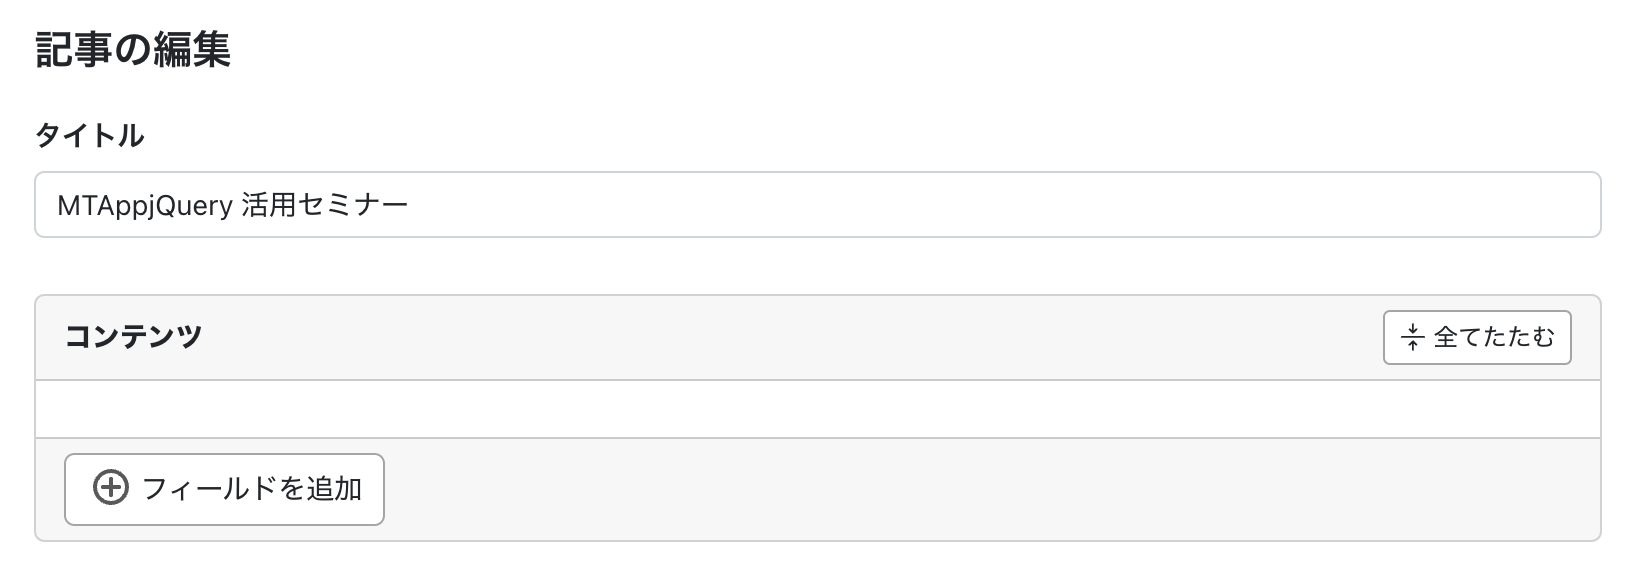 記事の編集
タイトル
MTAppjQuery 活用セミナー
コンテンツ
全てたたむ
フィールドを追加